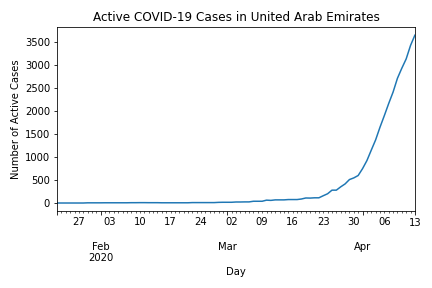 Active COVID-19 Cases in United Arab Emirates
Number of Active Cases
3500
3000
2500
2000
1500
1000
500
0
27 03 10 17 24 02 09 16 23 30 06 13
Feb Mar Apr
2020
Day